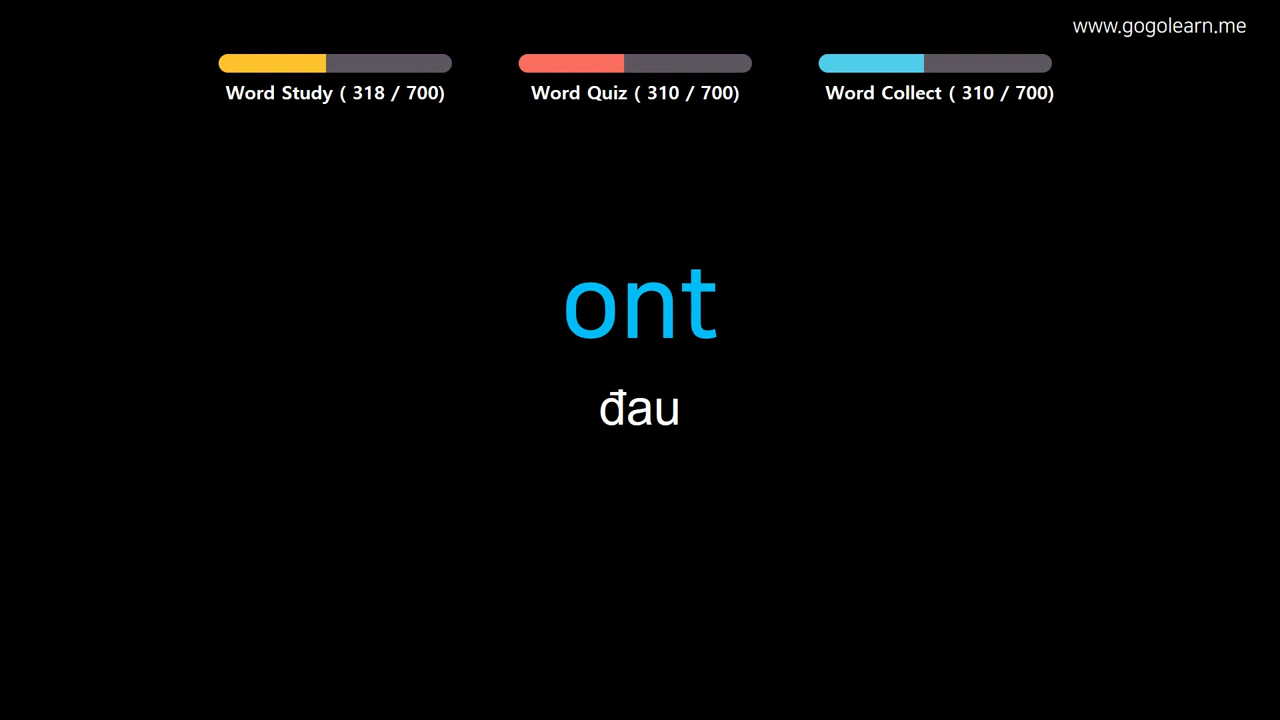 www.gogolearn.me
Word Study ( 318 / 700)
Word Quiz ( 310 / 700)
Word Collect ( 310 / 700)
ont
đau